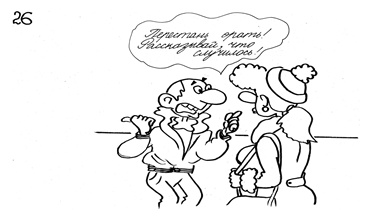 26
Перестань орать!
Рассказывай, что
случилось!